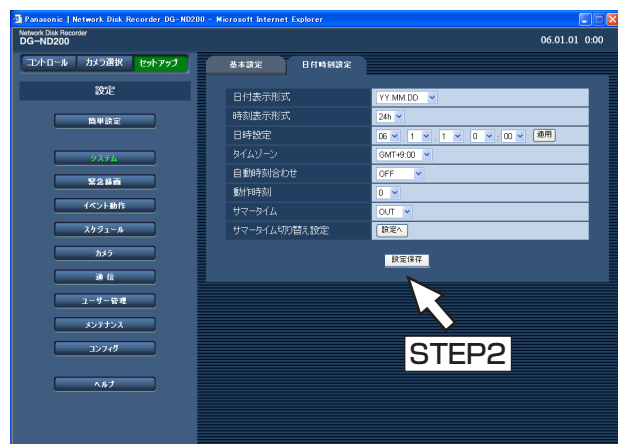 Panasonic | Network Disk Recorder DG-ND200 - Microsoft Internet Explorer
Network Disk Recorder
DG-ND200
06.01.01 0:00
コントロール カメラ選択 セットアップ
基本設定 日付時刻設定
設定
簡単設定
システム
緊急録画
イベント動作
スケジュール
カメラ
通信
ユーザー管理
メンテナンス
コンフィグ
ヘルプ
日付表示形式 YY.MM.DD
時刻表示形式 24h
日時設定 06 . 1 . 1 0 : 00 適用
タイムゾーン GMT+9:00
自動時刻合わせ OFF
動作時刻 0
サマータイム OUT
サマータイム切り替え設定 設定へ
設定保存
STEP2